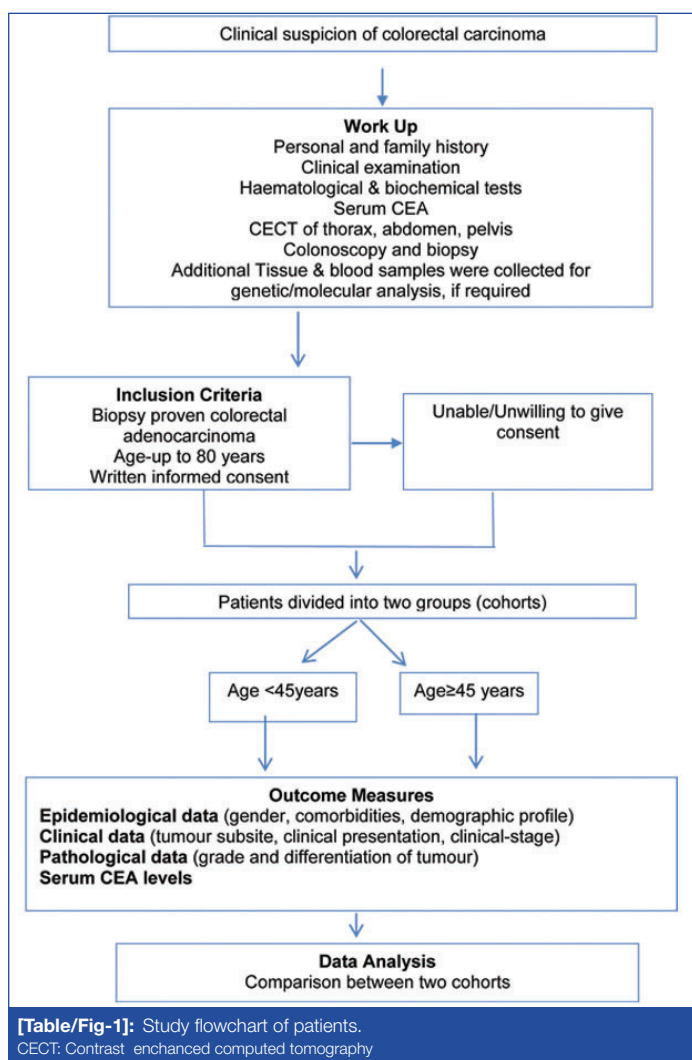 Clinical suspicion of colorectal carcinoma
Work Up
Personal and family history
Clinical examination
Haematological & biochemical tests
Serum CEA
CECT of thorax, abdomen, pelvis
Colonoscopy and biopsy
Additional Tissue & blood samples were collected for
genetic/molecular analysis, if required
Inclusion Criteria
Biopsy proven colorectal
adenocarcinoma
Age-up to 80 years
Written informed consent
Unable/Unwilling to give
consent
Patients divided into two groups (cohorts)
Age <45years
Age≥45 years
Outcome Measures
Epidemiological data (gender, comorbidities, demographic profile)
Clinical data (tumour subsite, clinical presentation, clinical-stage)
Pathological data (grade and differentiation of tumour)
Serum CEA levels
Data Analysis
Comparison between two cohorts
[Table/Fig-1]: Study flowchart of patients.
CECT: Contrast enchanced computed tomography